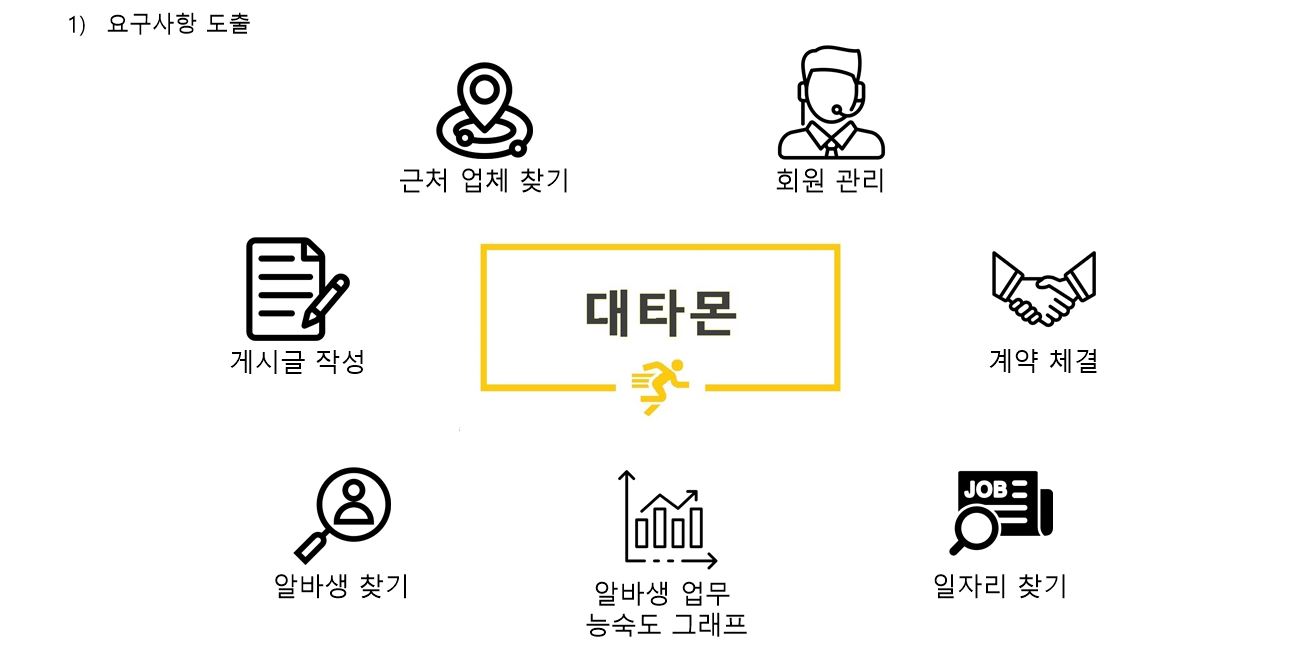 1) 요구사항 도출
근처 업체 찾기
회원 관리
게시글 작성
대타몬
계약 체결
알바생 찾기
JOB
일자리 찾기
알바생 업무
능숙도 그래프